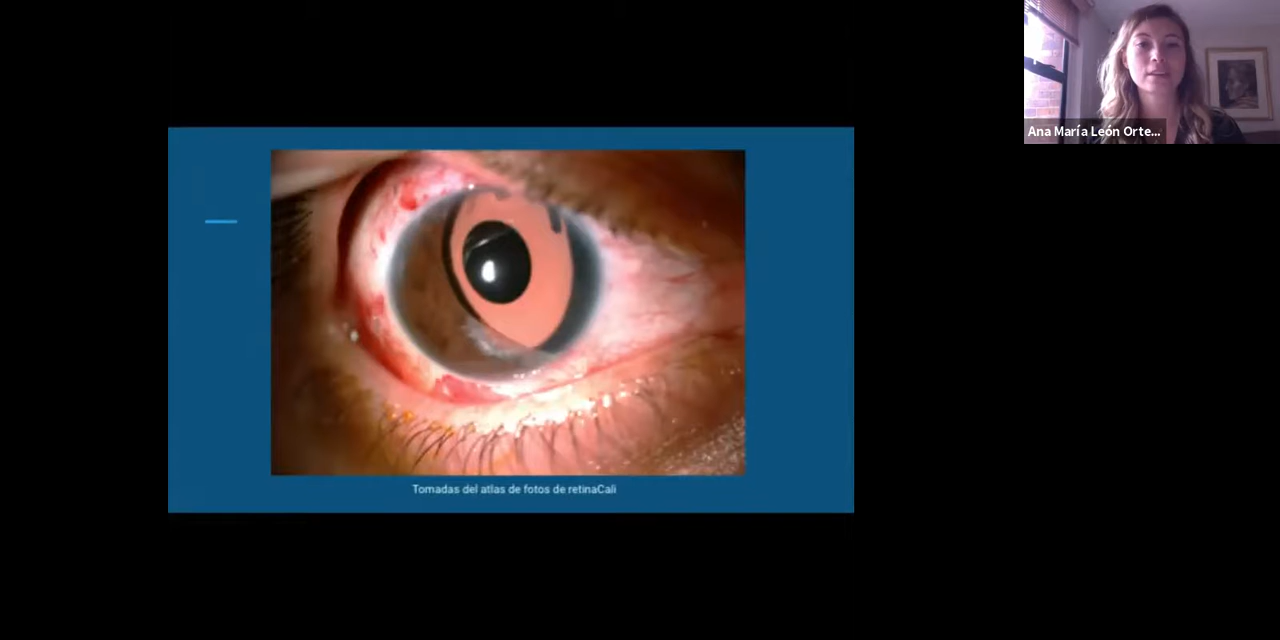 Ana María León Orte...
Tomadas del atlas de fotos de retinaCali